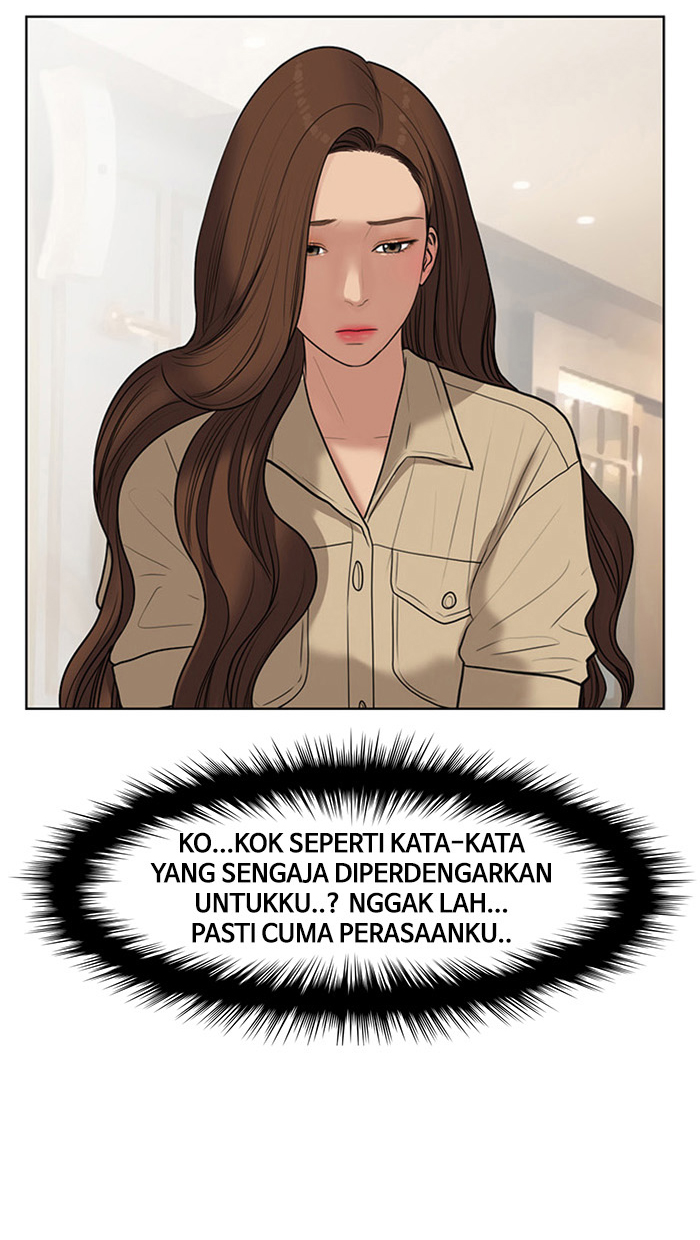 KO...KOK SEPERTI KATA-KATA
YANG SENGAJA DIPERDENGARKAN
UNTUKKU..? NGGAK LAH...
PASTI CUMA PERASAANKU..